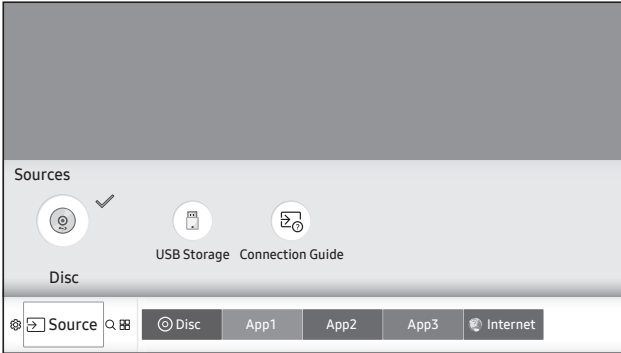 Sources
USB Storage Connection Guide
Disc
Source Disc App1 App2 App3 Internet